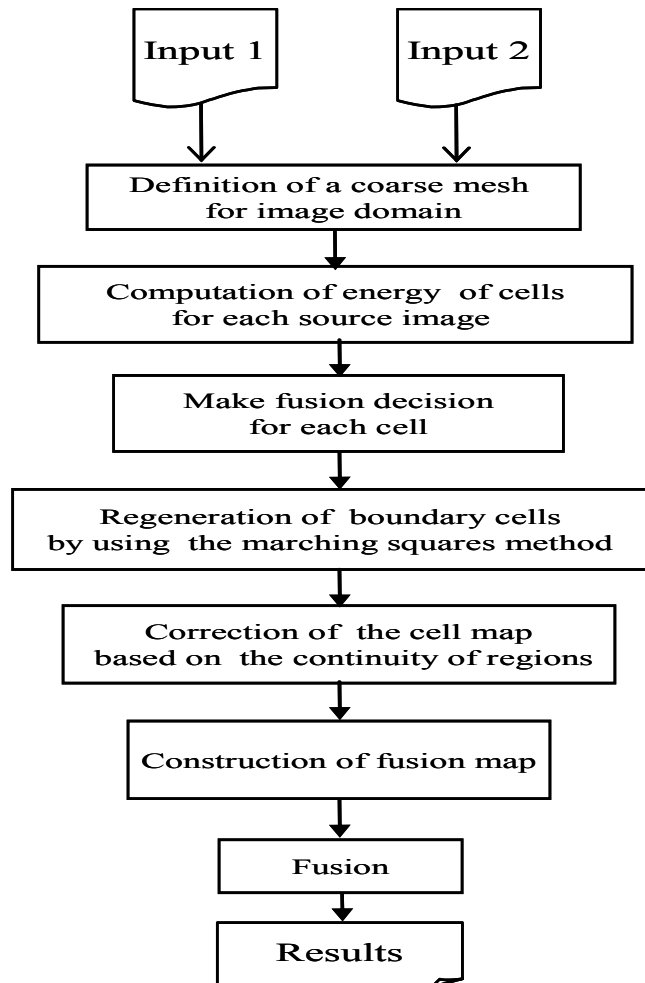 Input 1
Input 2
Definition of a coarse mesh
for image domain
Computation of energy of cells
for each source image
Make fusion decision
for each cell
Regeneration of boundary cells
by using the marching squares method
Correction of the cell map
based on the continuity of regions
Construction of fusion map
Fusion
Results